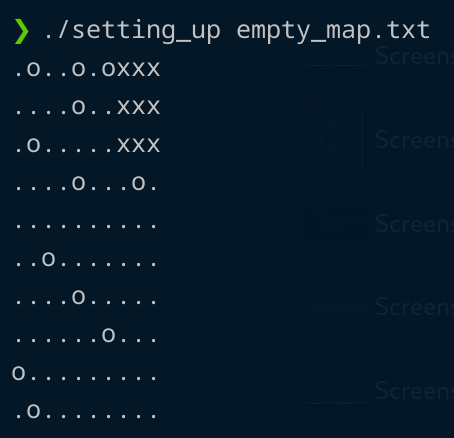 ❯ ./setting_up empty_map.txt
.o..o.oxxx
....o..xxx
.o.....xxx
....o...o.
..........
..o.......
....o.....
......o...
o.........
.o........
Screens
Screens
Screens
Screens
Screens